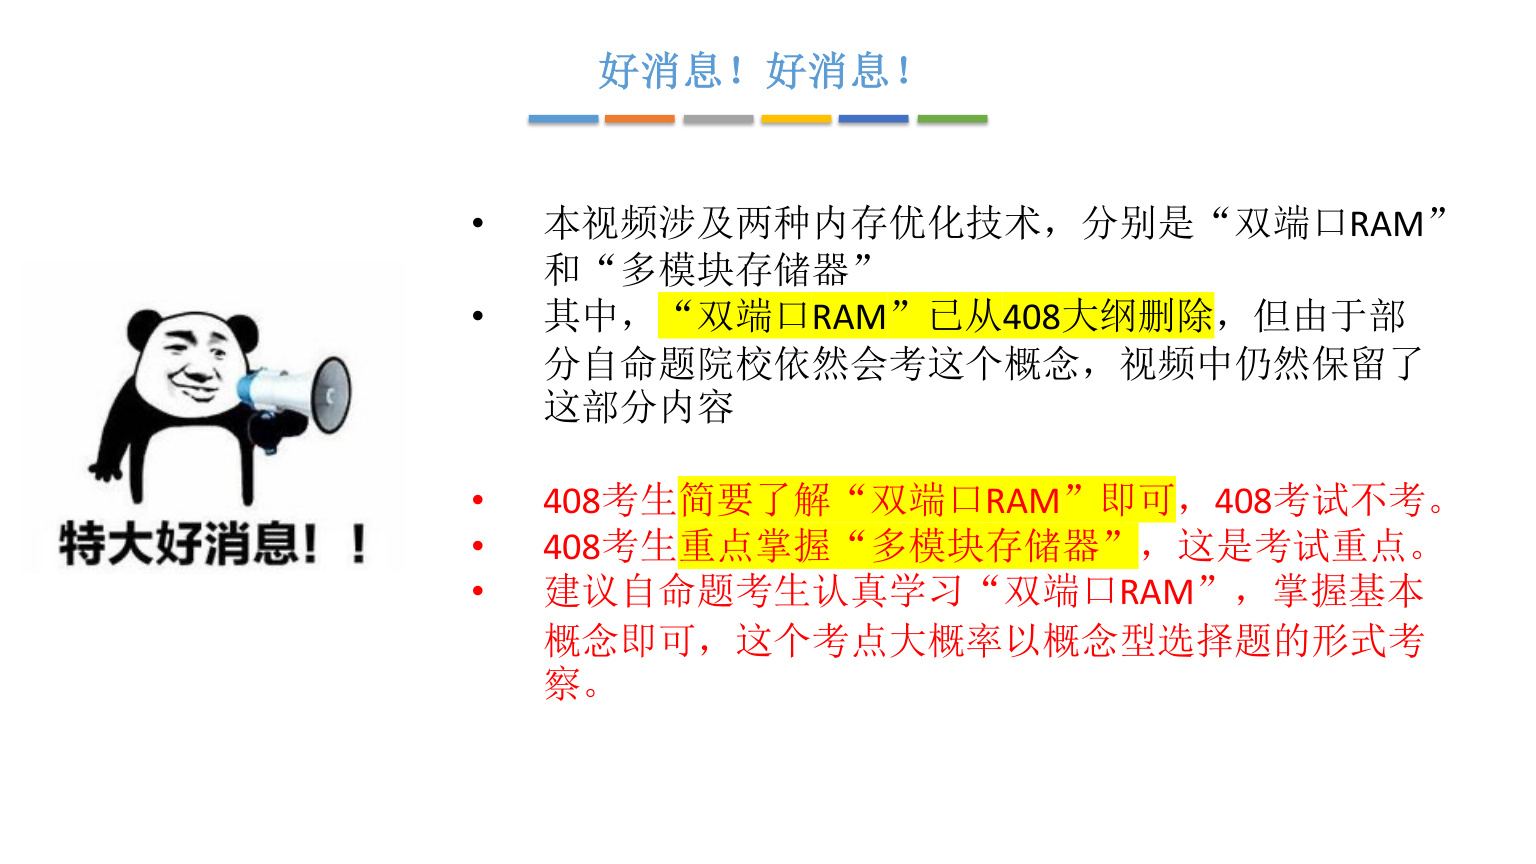 好消息！好消息！
• 本视频涉及两种内存优化技术，分别是“双端口RAM”
和“多模块存储器”
• 其中，“双端口RAM”已从408大纲删除，但由于部
分自命题院校依然会考这个概念，视频中仍然保留了
这部分内容
• 408考生简要了解“双端口RAM”即可，408考试不考。
• 408考生重点掌握“多模块存储器”，这是考试重点。
• 建议自命题考生认真学习“双端口RAM”，掌握基本
概念即可，这个考点大概率以概念型选择题的形式考
察。
特大好消息！！